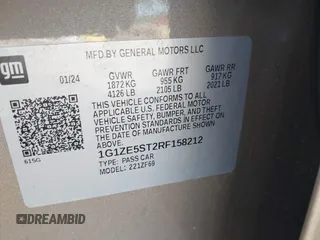 gm
MFD BY GENERAL MOTORS LLC
01/24 GVWR GAWR FRT GAWR RR
1872 KG 955 KG 917 KG
4126 LB 2105 LB 2021 LB
THIS VEHICLE CONFORMS TO ALL
APPLICABLE U.S. FEDERAL MOTOR
VEHICLE SAFETY, BUMPER, AND
THEFT PREVENTION STANDARDS
IN EFFECT ON THE DATE OF
MANUFACTURE SHOWN ABOVE.
1G1ZE5ST2RF158212
TYPE: PASS CAR
MODEL: 221ZF69
DREAMBID